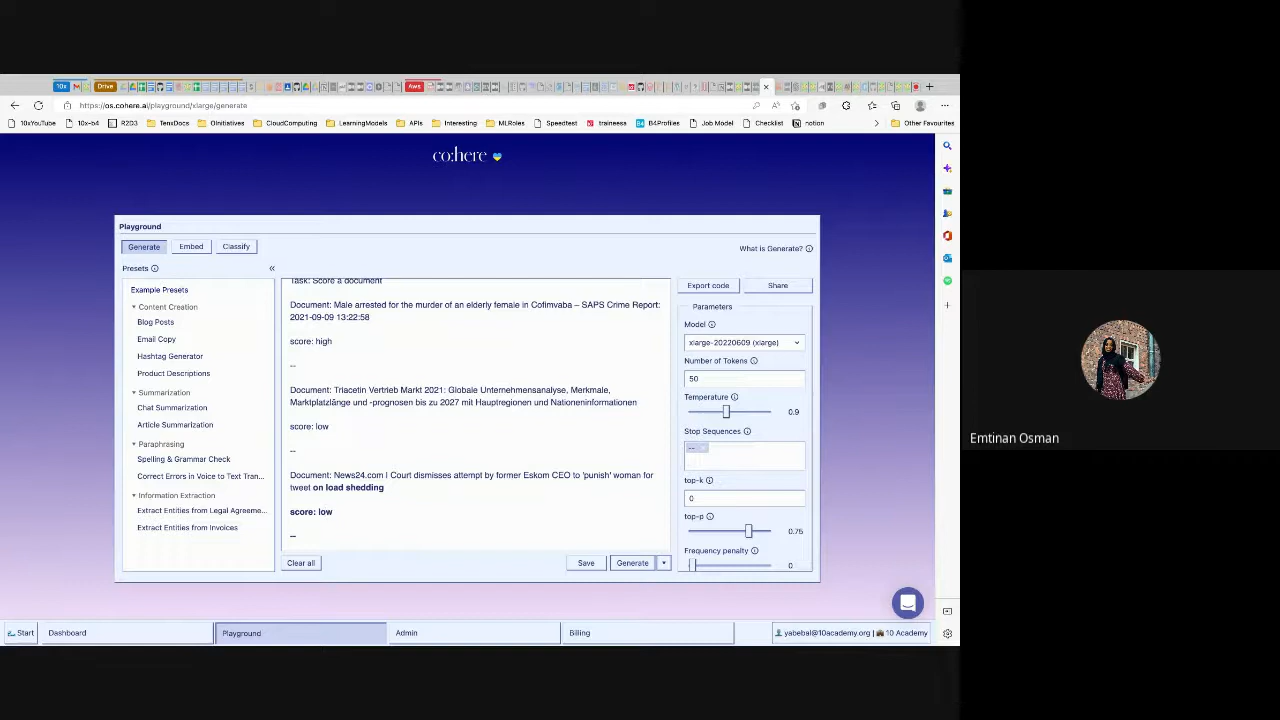 10x
Drive
Aws
https://os.cohere.ai/playground/xlarge/generate
10xYouTube
10x-b4
R2D3
TenxDocs
OInitiatives
CloudComputing
LearningModels
APIs
Interesting
MLRoles
Speedtest
traineesa
B4Profiles
Job Model
Checklist
notion
Other Favourites
co:here
Playground
Generate
Embed
Classify
What is Generate?
Presets
Example Presets
Content Creation
Blog Posts
Email Copy
Hashtag Generator
Product Descriptions
Summarization
Chat Summarization
Article Summarization
Paraphrasing
Spelling & Grammar Check
Correct Errors in Voice to Text Tran...
Information Extraction
Extract Entities from Legal Agreeme...
Extract Entities from Invoices
Task: Score a document
Document: Male arrested for the murder of an elderly female in Cofimvaba – SAPS Crime Report:
2021-09-09 13:22:58
score: high
--
Document: Triacetin Vertrieb Markt 2021: Globale Unternehmensanalyse, Merkmale,
Marktplatzlänge und -prognosen bis zu 2027 mit Hauptregionen und Nationeninformationen
score: low
--
Document: News24.com | Court dismisses attempt by former Eskom CEO to 'punish' woman for
tweet on load shedding
score: low
--
Clear all
Save
Generate
Export code
Share
Parameters
Model
xlarge-20220609 (xlarge)
Number of Tokens
50
Temperature
0.9
Stop Sequences
--
top-k
0
top-p
0.75
Frequency penalty
0
Start
Dashboard
Playground
Admin
Billing
yabebal@10academy.org | 10 Academy
Emtinan Osman